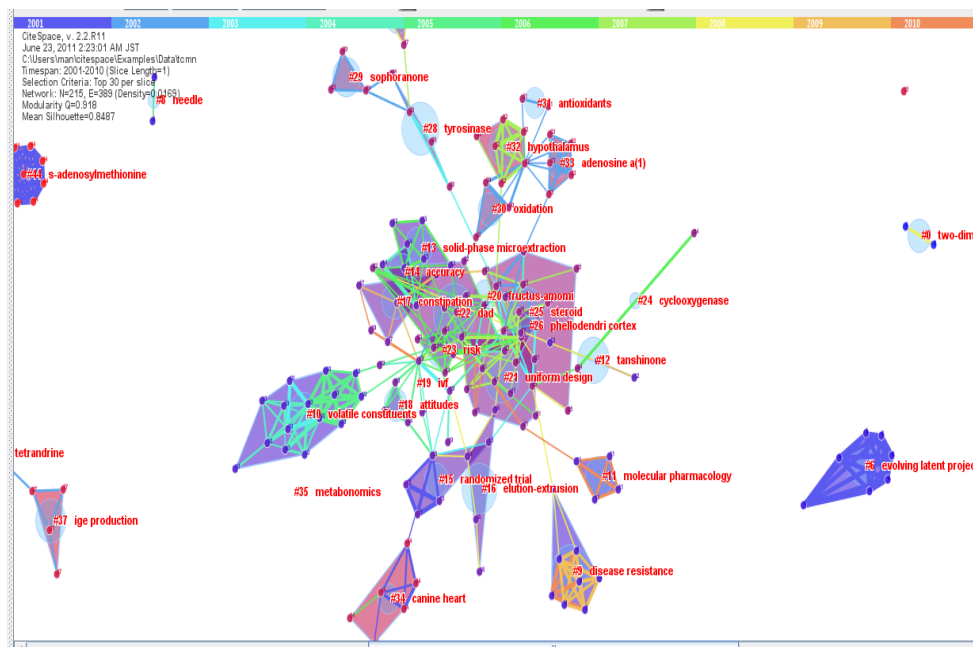 2001 2002 2003 2004 2005 2006 2007 2008 2009 2010
CiteSpace, v. 2.2.R11
June 23, 2011 2:23:01 AM JST
C:\Users\man\citespace\Examples\Data\tcmn
Timespan: 2001-2010 (Slice Length=1)
Selection Criteria: Top 30 per slice
Network: N=215, E=389 (Density=0.0169)
Modularity Q=0.918
Mean Silhouette=0.8487
#29 sophoranone
#8 needle
#31 antioxidants
#28 tyrosinase
#32 hypothalamus
#33 adenosine a(1)
#44 s-adenosylmethionine
#30 oxidation
#0 two-dim
#13 solid-phase microextraction
#14 accuracy
#20 fructus-amomi
#24 cyclooxygenase
#17 constipation
#22 dad
#25 steroid
#26 phellodendri cortex
#23 risk
#12 tanshinone
#21 uniform design
#19 ivf
#18 attitudes
#10 volatile constituents
tetrandrine
#6 evolving latent projec
#11 molecular pharmacology
#15 randomized trial
#16 elution-extrusion
#35 metabonomics
#37 ige production
#9 disease resistance
#34 canine heart